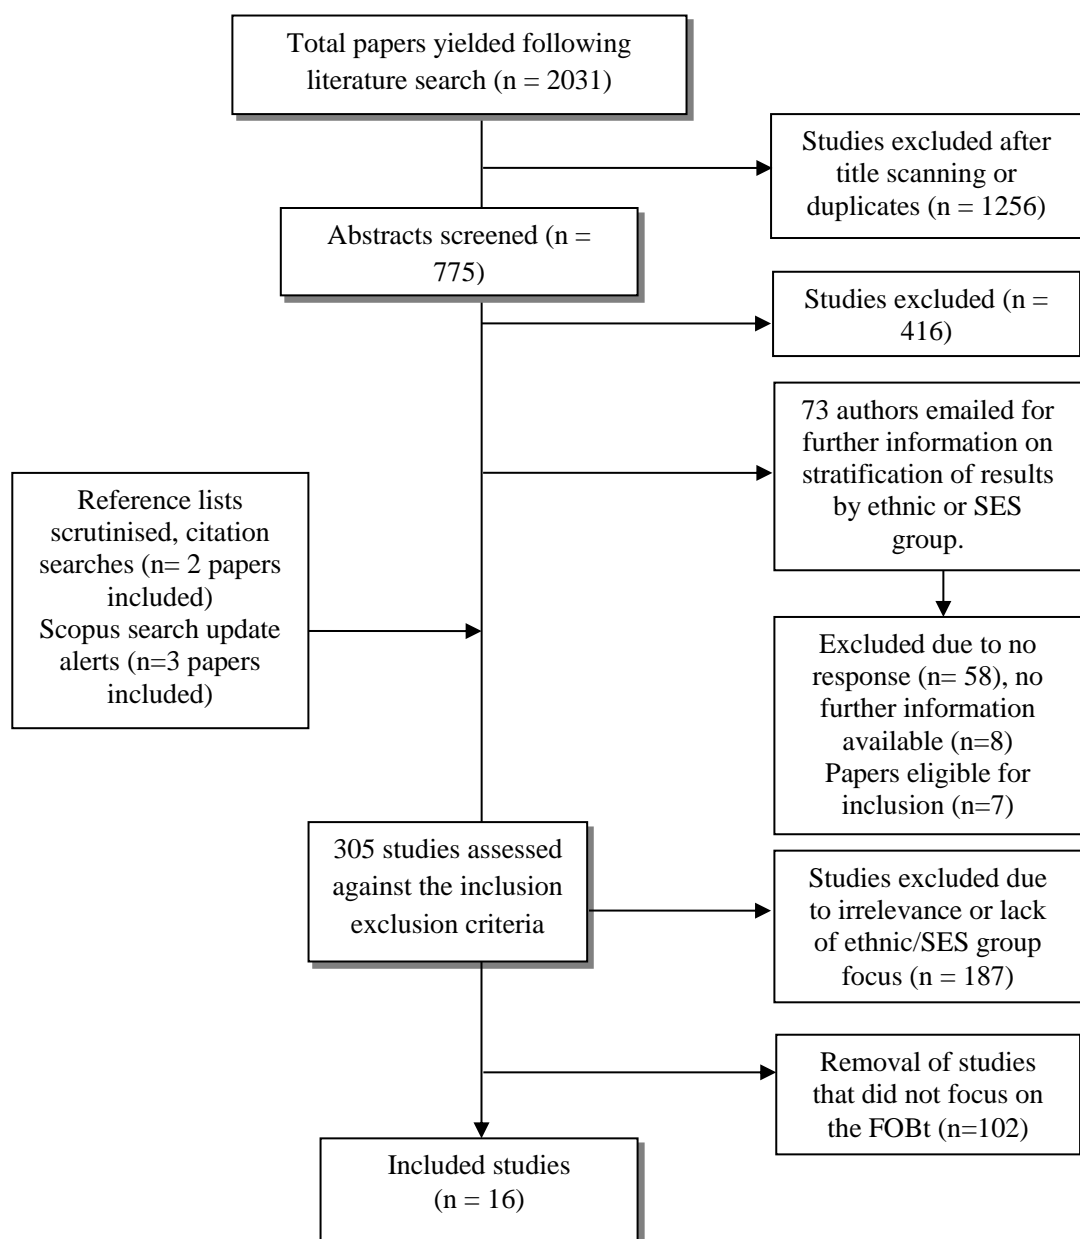 Total papers yielded following
literature search (n = 2031)
Studies excluded after
title scanning or
duplicates (n = 1256)
Abstracts screened (n =
775)
Studies excluded (n =
416)
73 authors emailed for
further information on
stratification of results
by ethnic or SES
group.
Reference lists
scrutinised, citation
searches (n= 2 papers
included)
Scopus search update
alerts (n=3 papers
included)
Excluded due to no
response (n= 58), no
further information
available (n=8)
Papers eligible for
inclusion (n=7)
305 studies assessed
against the inclusion
exclusion criteria
Studies excluded due
to irrelevance or lack
of ethnic/SES group
focus (n = 187)
Removal of studies
that did not focus on
the FOBt (n=102)
Included studies
(n = 16)